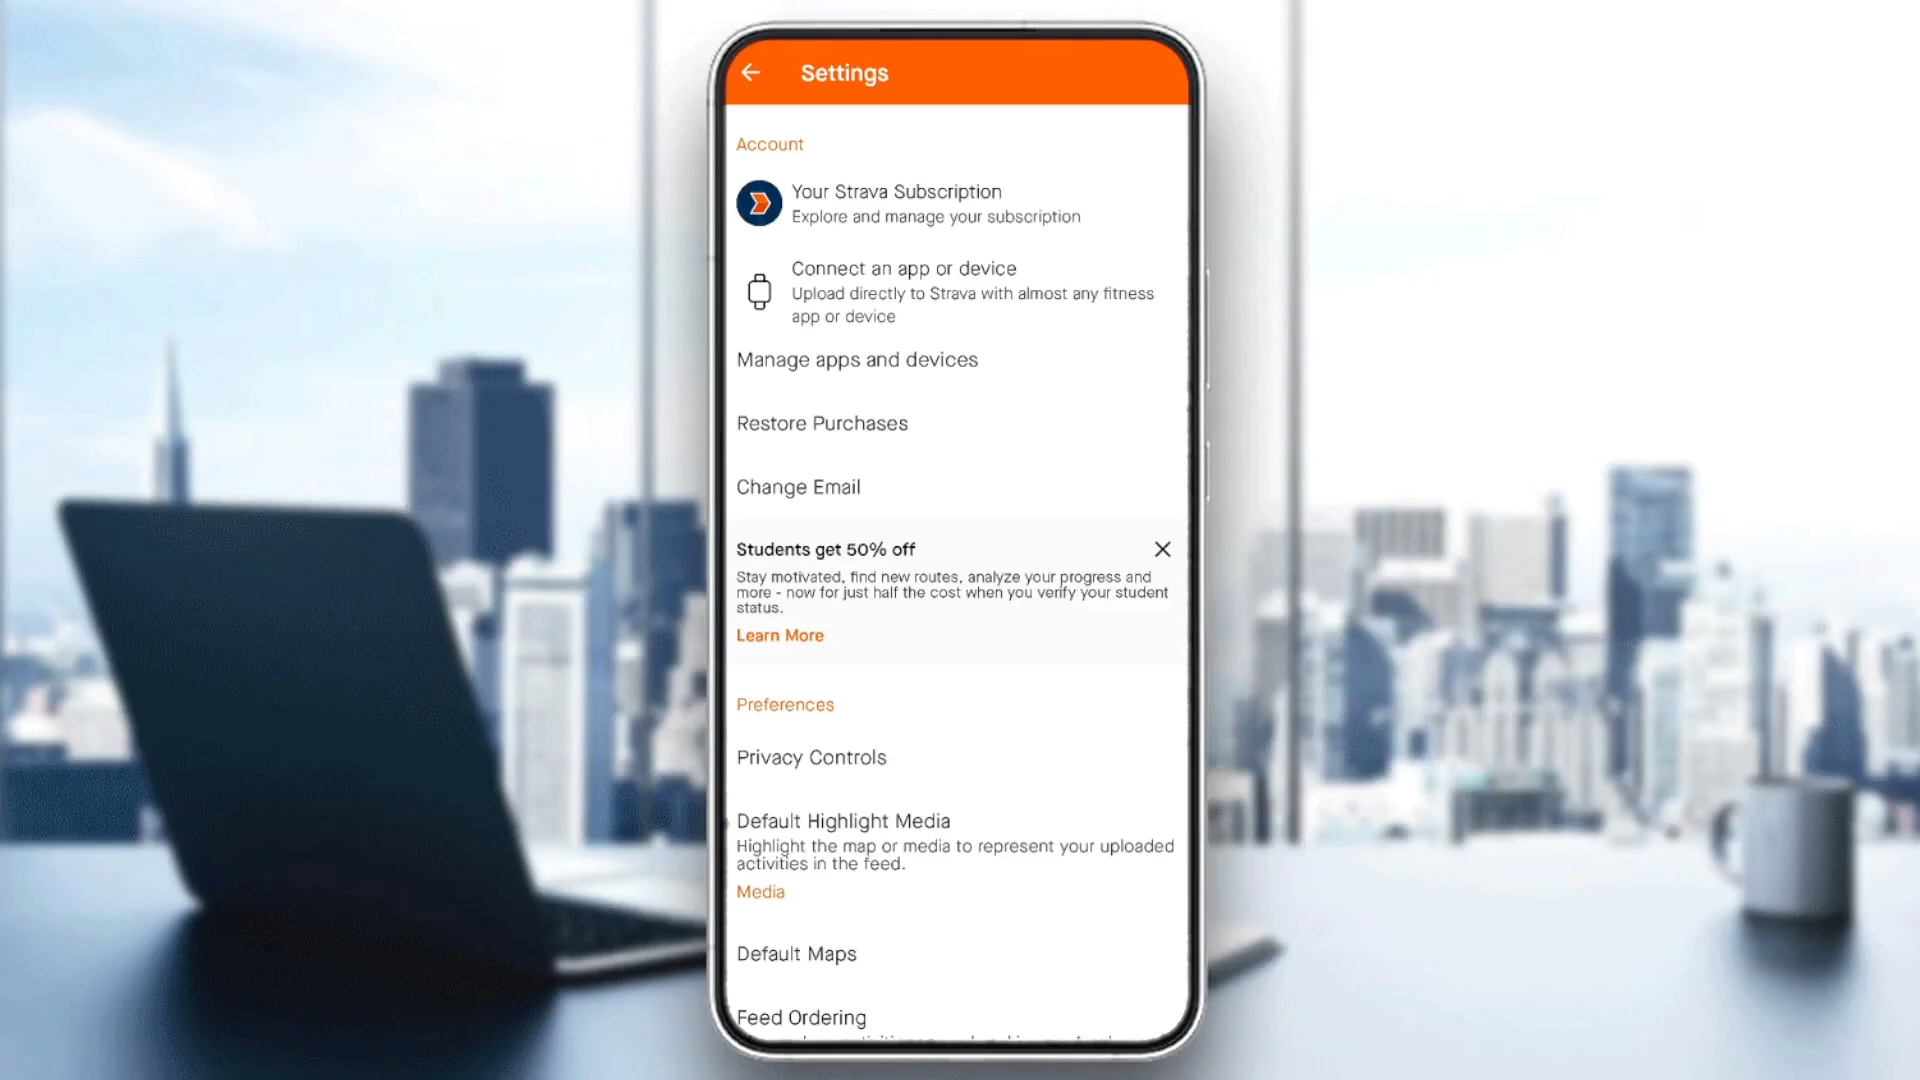 Settings
Account
Your Strava Subscription
Explore and manage your subscription
Connect an app or device
Upload directly to Strava with almost any fitness
app or device
Manage apps and devices
Restore Purchases
Change Email
Students get 50% off
Stay motivated, find new routes, analyze your progress and
more - now for just half the cost when you verify your student
status.
Learn More
Preferences
Privacy Controls
Default Highlight Media
Highlight the map or media to represent your uploaded
activities in the feed.
Media
Default Maps
Feed Ordering